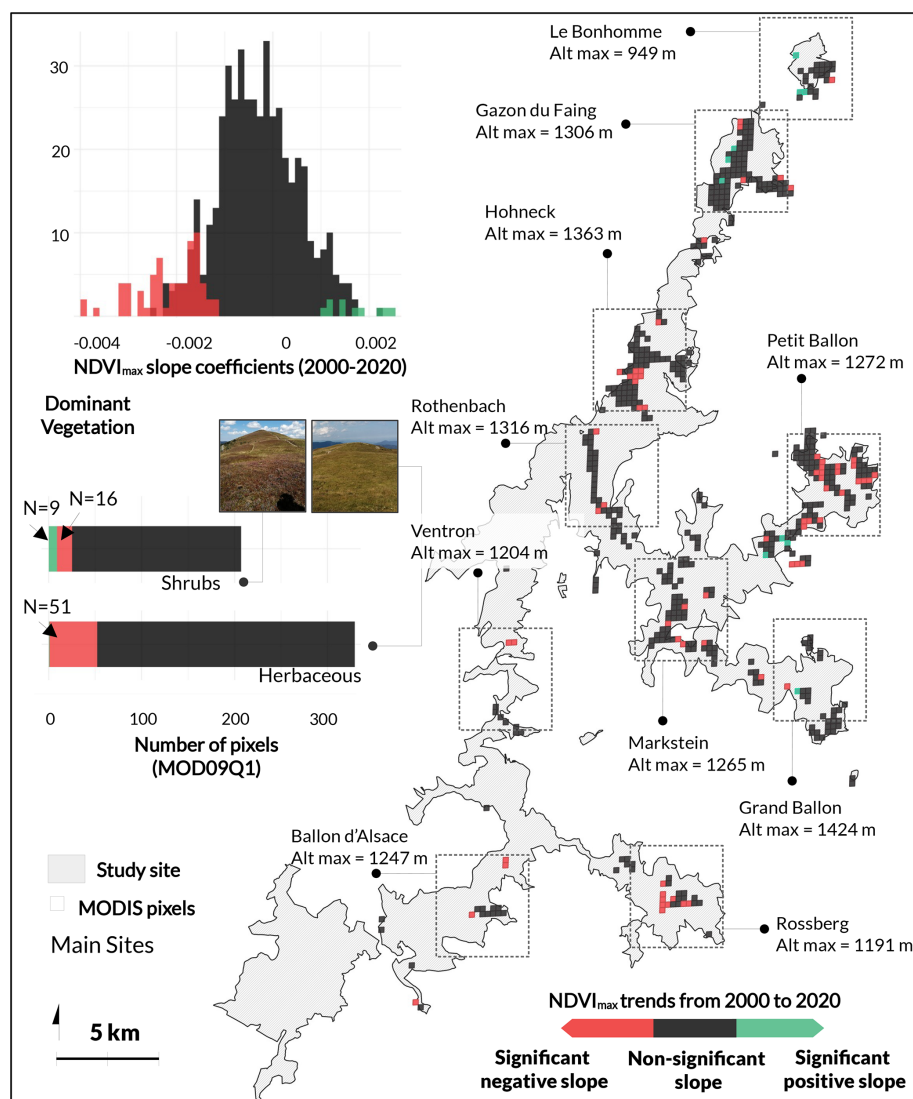 Le Bonhomme
Alt max = 949 m
Gazon du Faing
Alt max = 1306 m
Hohneck
Alt max = 1363 m
Petit Ballon
Alt max = 1272 m
30
20
10
-0.004
-0.002
0
0.002
NDVImax slope coefficients (2000-2020)
Dominant
Vegetation
Rothenbach
Alt max = 1316 m
N=9
N=16
Shrubs
Ventron
Alt max = 1204 m
N=51
Herbaceous
0
100
200
300
Number of pixels
(MOD09Q1)
Markstein
Alt max = 1265 m
Grand Ballon
Alt max = 1424 m
Ballon d'Alsace
Alt max = 1247 m
Rossberg
Alt max = 1191 m
Study site
MODIS pixels
Main Sites
5 km
NDVImax trends from 2000 to 2020
Significant
negative slope
Non-significant
slope
Significant
positive slope